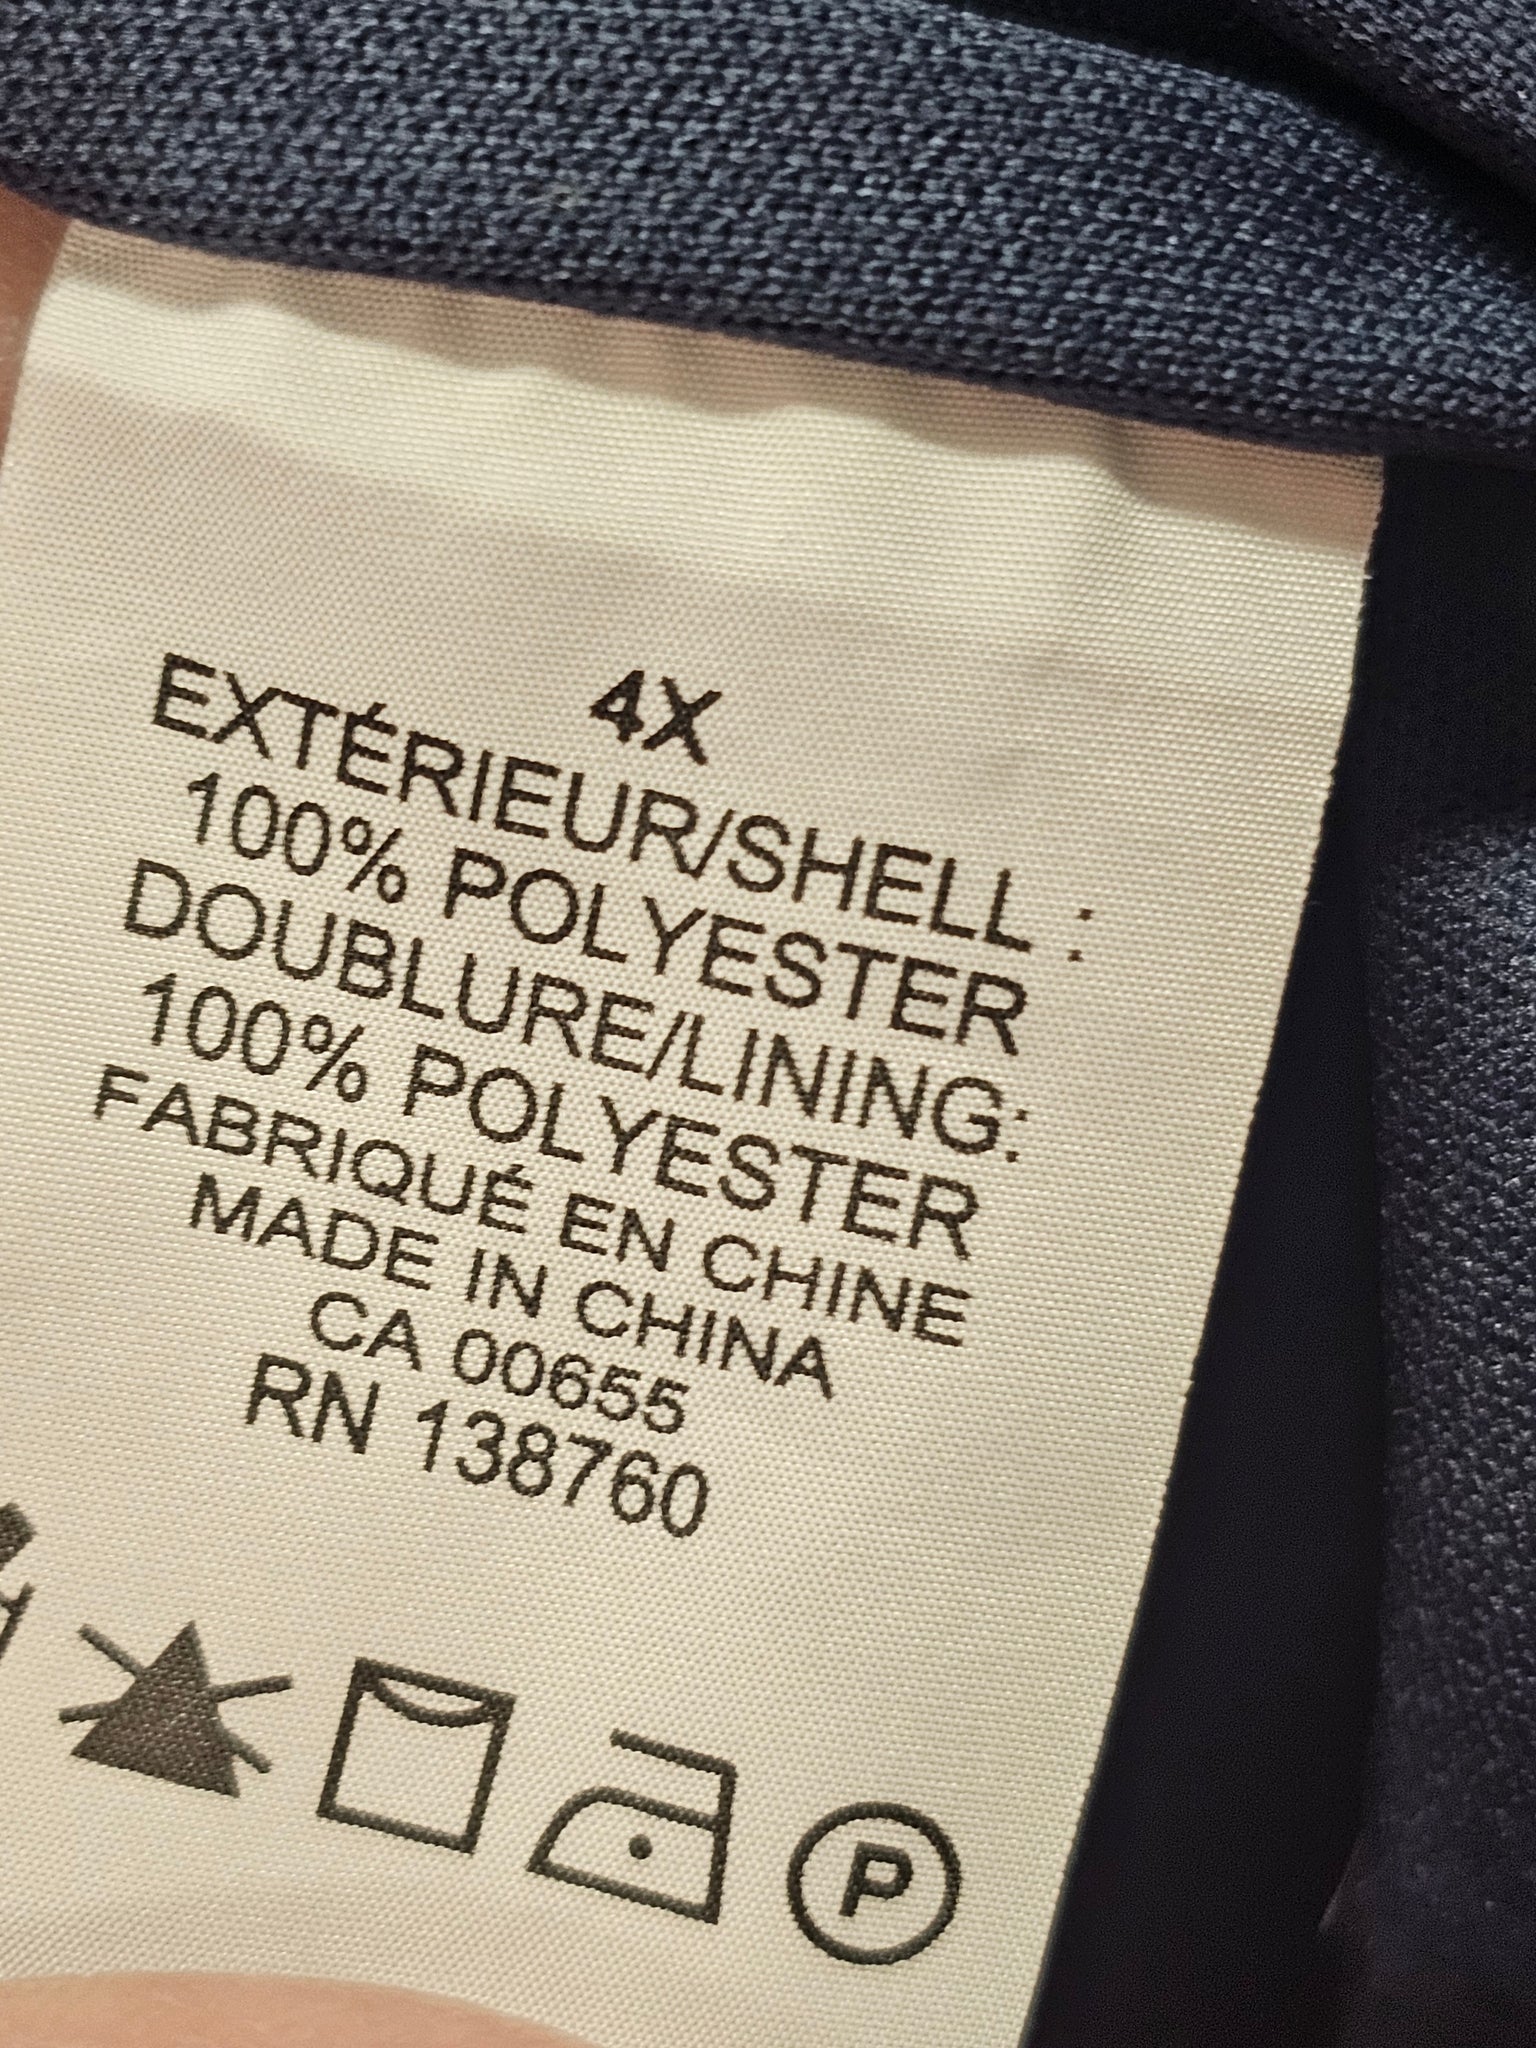 4X
EXTÉRIEUR/SHELL :
100% POLYESTER
DOUBLURE/LINING:
100% POLYESTER
FABRIQUÉ EN CHINE
MADE IN CHINA
CA 00655
RN 138760
P